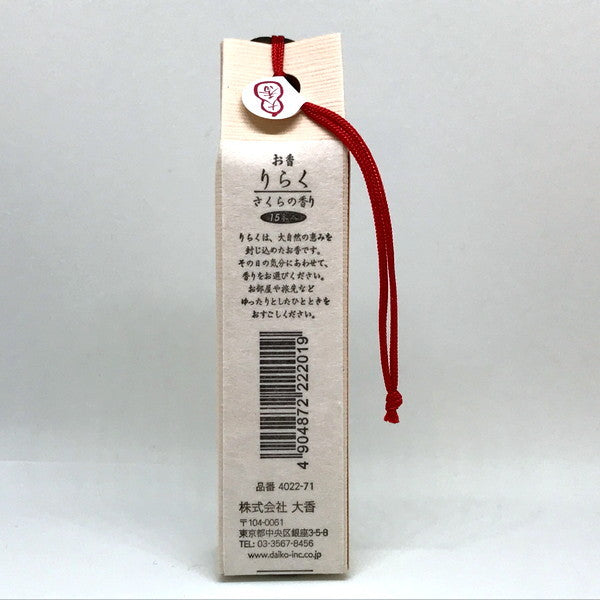 お香
りらく
さくらの香り
15本入
りらくは、大自然の恵みを
封じ込めたお香です。
その日の気分にあわせて、
香りをお選びください。
お部屋や旅先など
ゆったりとしたひとときを
おすごしください。
4 904872 222019
品番 4022-71
株式会社 大香
〒104-0061
東京都中央区銀座3-5-8
TEL: 03-3567-8456
www.daiko-inc.co.jp